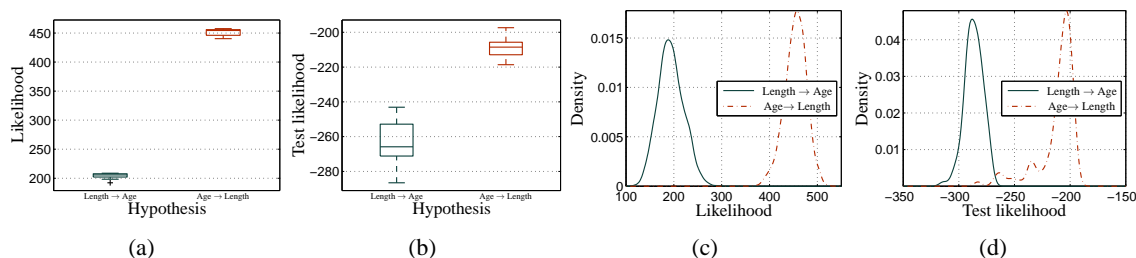 Likelihood
450
400
350
300
250
200
Length → Age
Age → Length
Hypothesis
(a)
Test likelihood
−200
−220
−240
−260
−280
Length → Age
Age → Length
Hypothesis
(b)
Density
0.015
0.01
0.005
0
100
200
300
400
500
Length → Age
Age→ Length
Likelihood
(c)
Density
0.04
0.03
0.02
0.01
−350
−300
−250
−200
−150
Length → Age
Age→ Length
Test likelihood
(d)